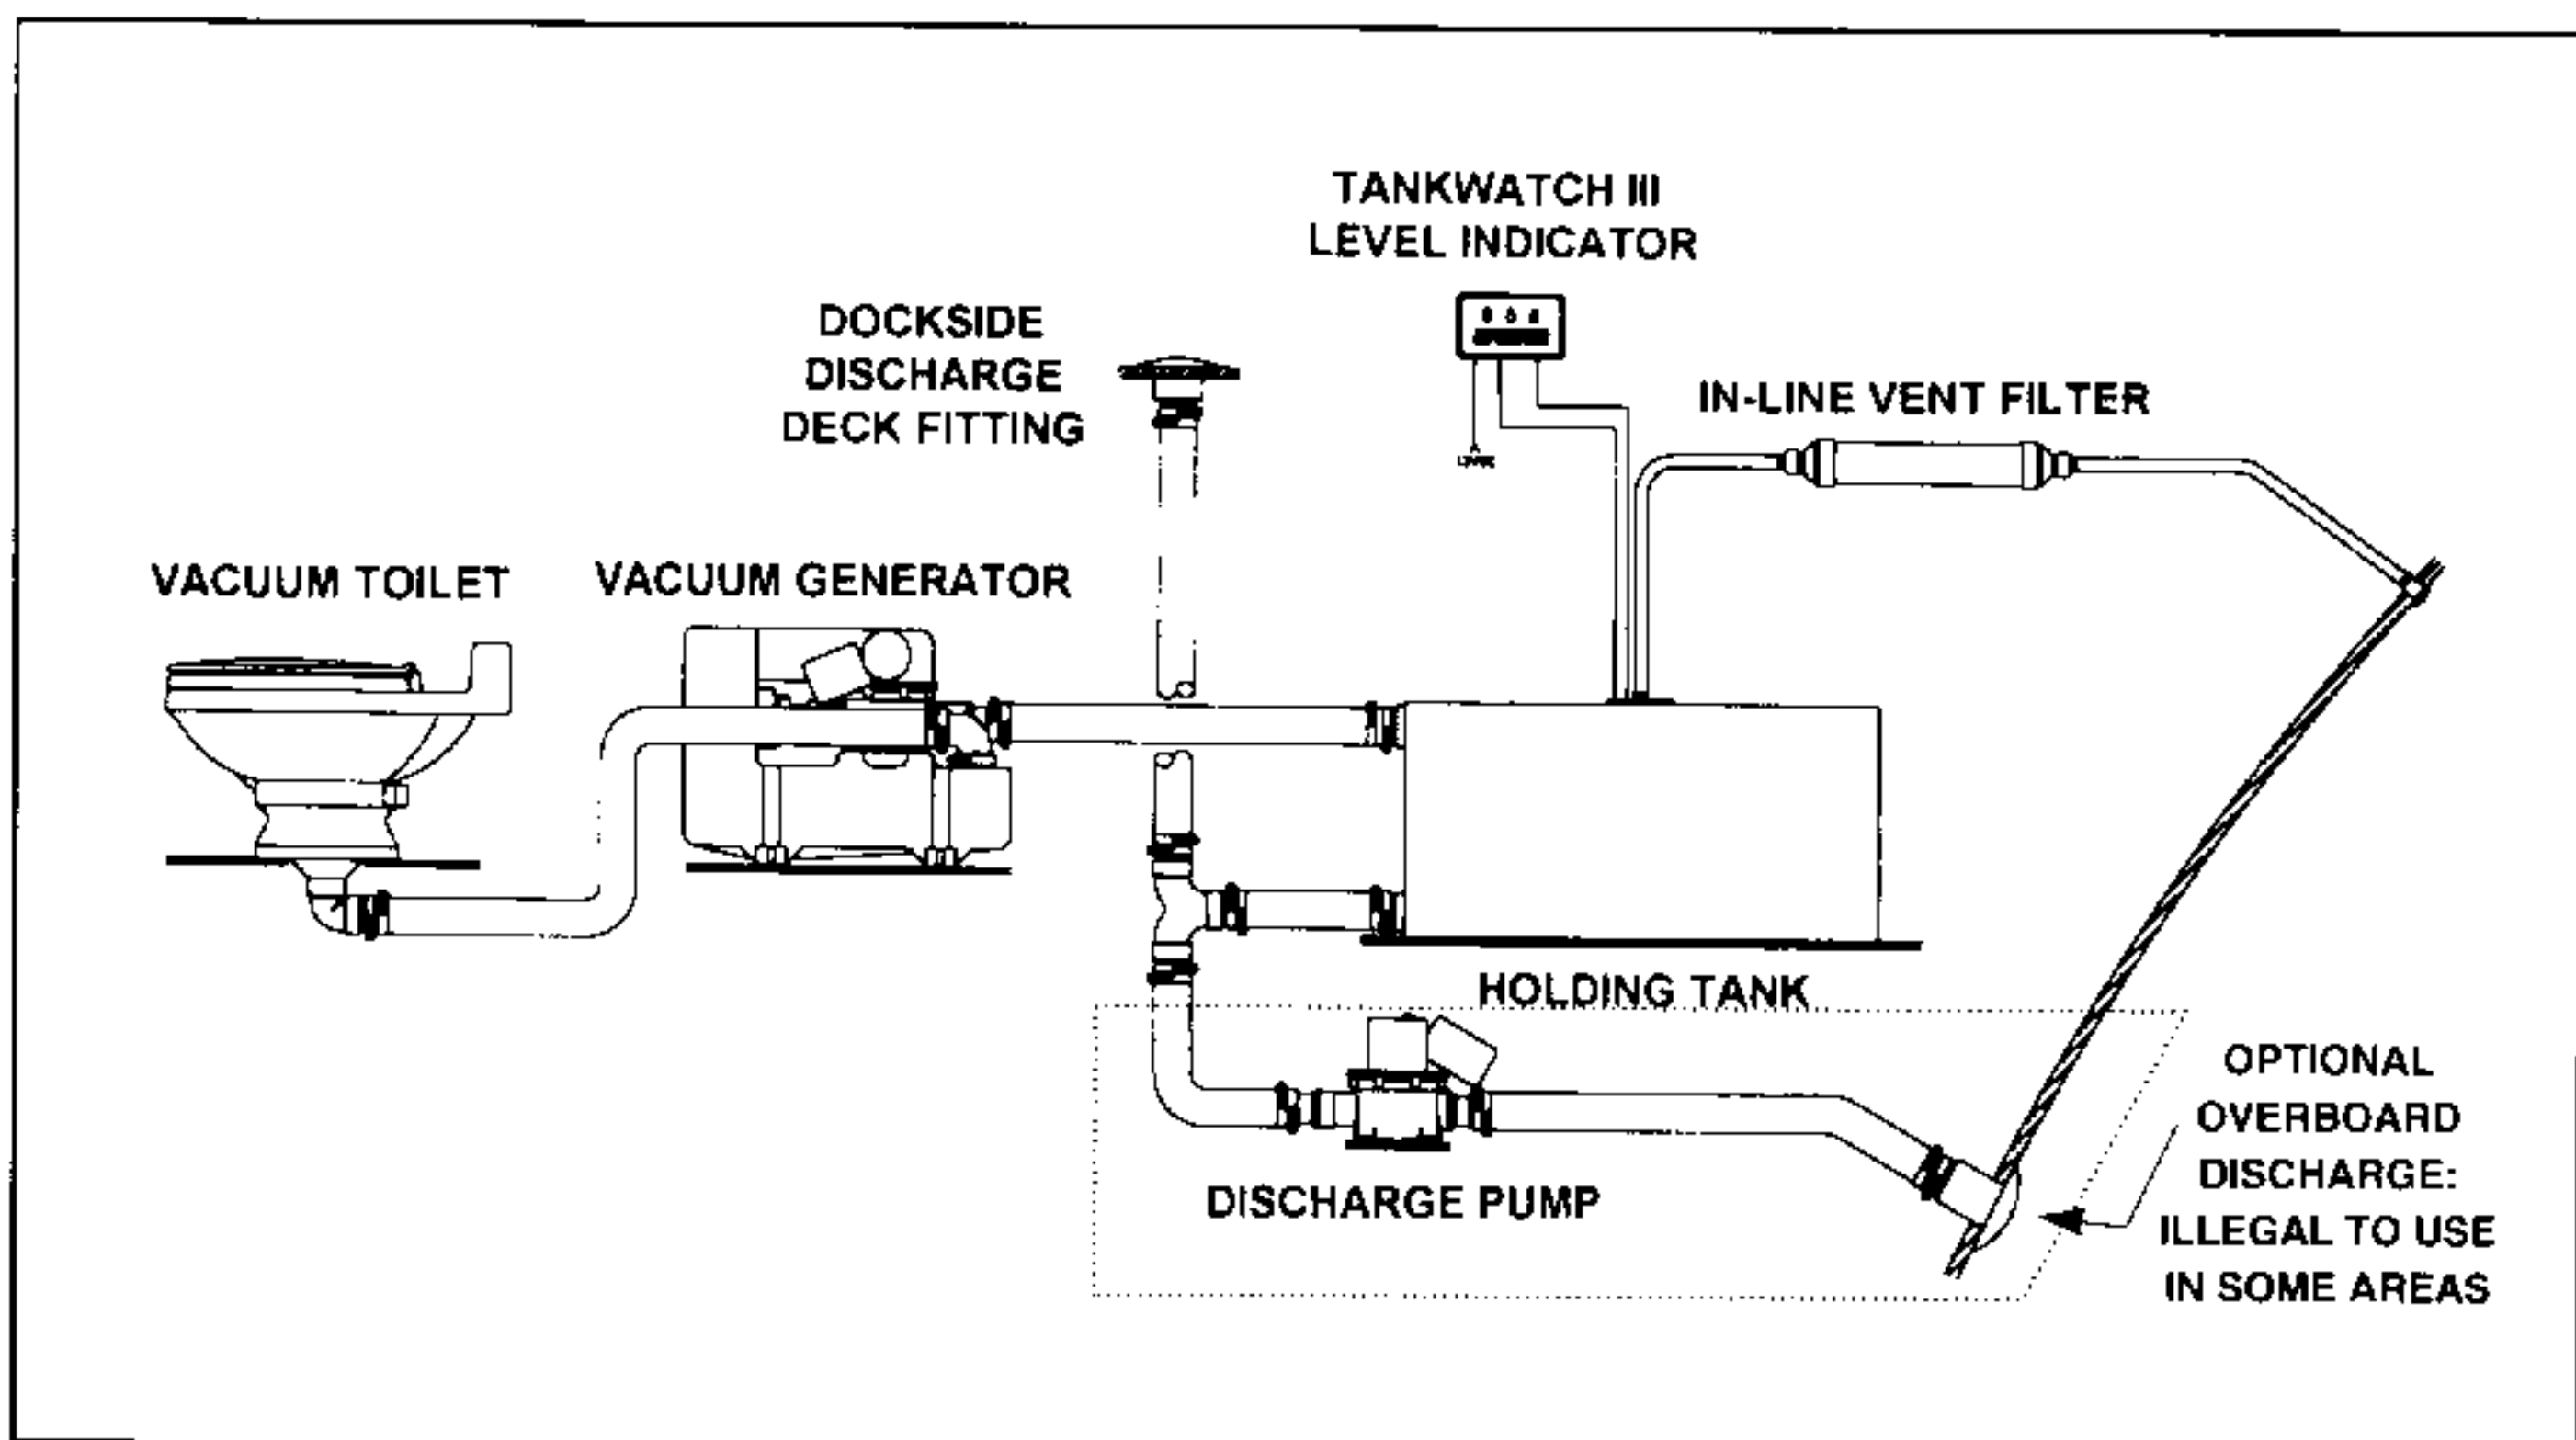 TANKWATCH III
LEVEL INDICATOR
DOCKSIDE
DISCHARGE
DECK FITTING
IN-LINE VENT FILTER
VACUUM TOILET
VACUUM GENERATOR
HOLDING TANK
DISCHARGE PUMP
OPTIONAL
OVERBOARD
DISCHARGE:
ILLEGAL TO USE
IN SOME AREAS